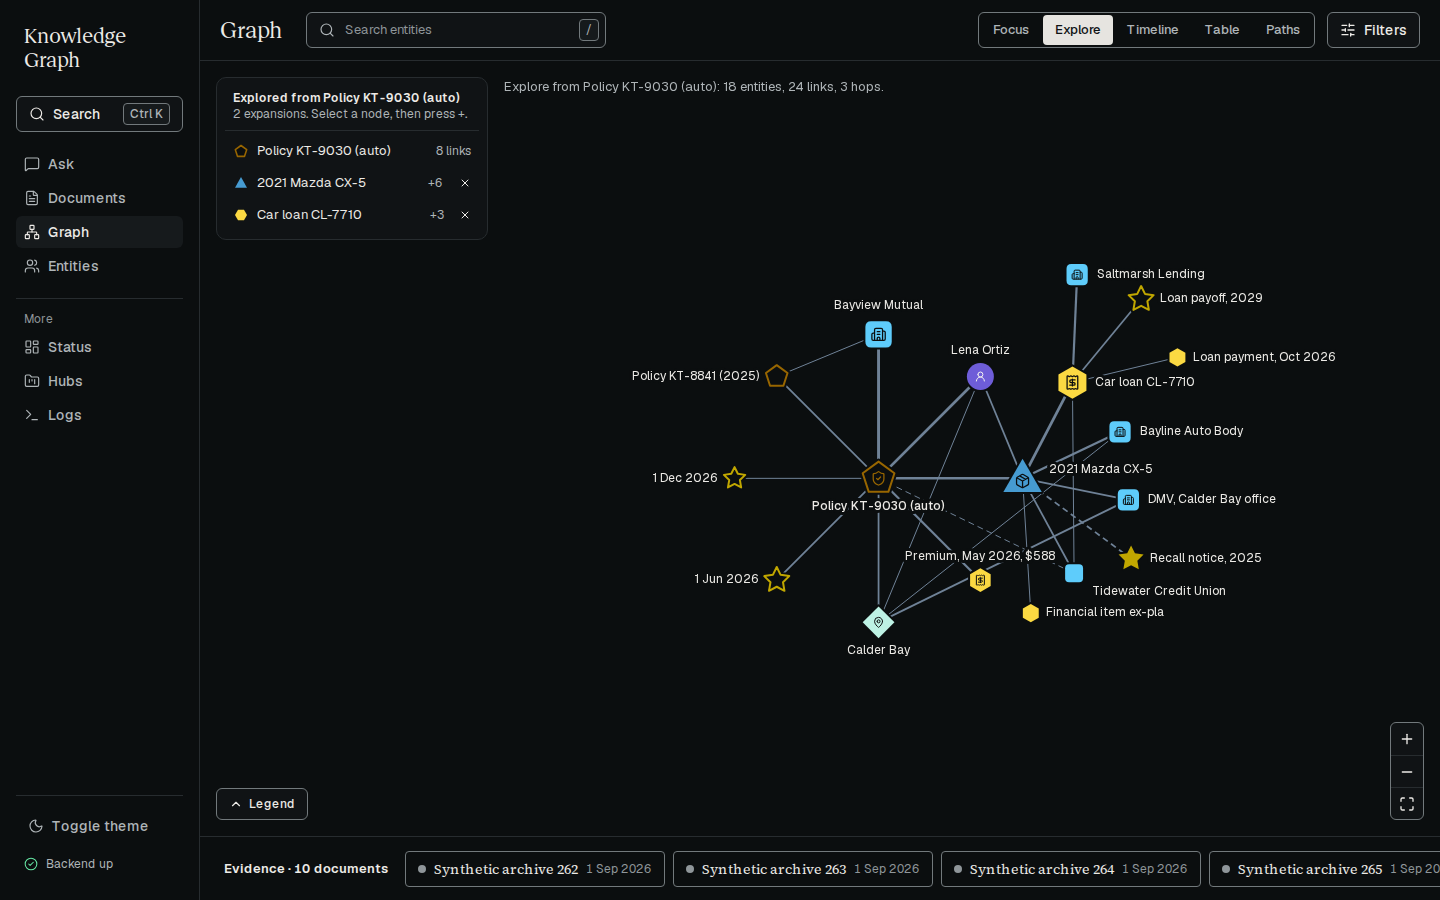 Knowledge
Graph
Search
Ctrl K
Ask
Documents
Graph
Entities
More
Status
Hubs
Logs
Toggle theme
Backend up
Graph
Search entities
/
Focus
Explore
Timeline
Table
Paths
Filters
Explored from Policy KT-9030 (auto)
2 expansions. Select a node, then press +.
Policy KT-9030 (auto)
8 links
2021 Mazda CX-5
+6
Car loan CL-7710
+3
Explore from Policy KT-9030 (auto): 18 entities, 24 links, 3 hops.
Saltmarsh Lending
Loan payoff, 2029
Bayview Mutual
Lena Ortiz
Loan payment, Oct 2026
Policy KT-8841 (2025)
Car loan CL-7710
Bayline Auto Body
2021 Mazda CX-5
1 Dec 2026
DMV, Calder Bay office
Policy KT-9030 (auto)
Premium, May 2026, $588
Recall notice, 2025
1 Jun 2026
Tidewater Credit Union
Financial item ex-pla
Calder Bay
Legend
Evidence · 10 documents
Synthetic archive 262 1 Sep 2026
Synthetic archive 263 1 Sep 2026
Synthetic archive 264 1 Sep 2026
Synthetic archive 265 1 Sep 20